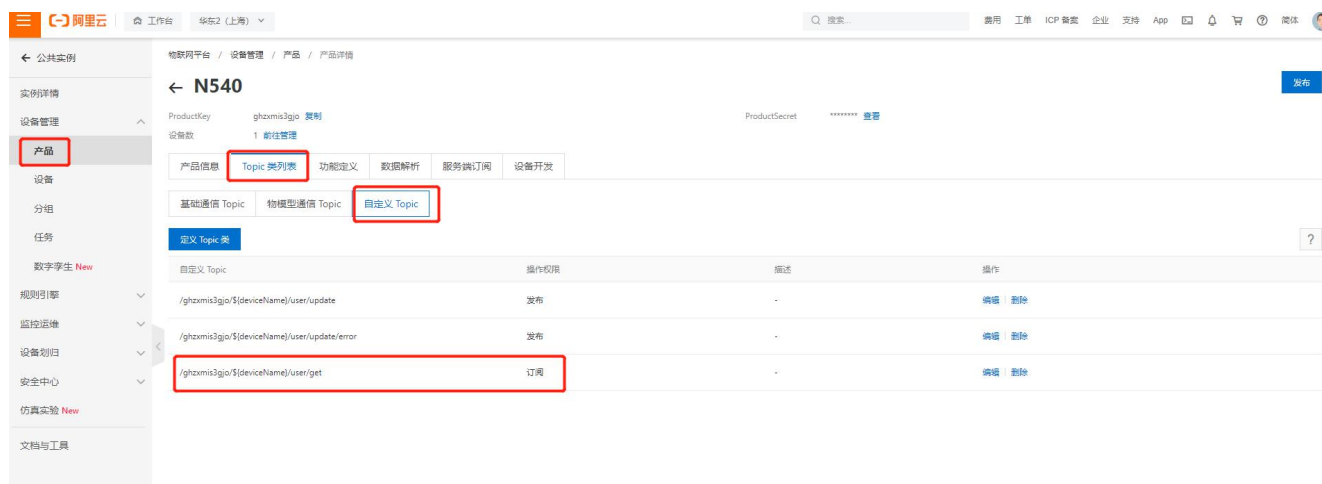 阿里云 工作台 华东2 (上海) 搜索... 费用 工单 ICP 备案 企业 支持 App 简体
← 公共实例
物联网平台 / 设备管理 / 产品 / 产品详情
实例详情
← N540
发布
设备管理
ProductKey ghzxmis3gjo 复制 ProductSecret ******** 查看
设备数 1 前往管理
产品
产品信息 Topic 类列表 功能定义 数据解析 服务端订阅 设备开发
设备
分组
基础通信 Topic 物模型通信 Topic 自定义 Topic
任务
定义 Topic 类
?
数字孪生 New
自定义 Topic 操作权限 描述 操作
规则引擎
/ghzxmis3gjo/${deviceName}/user/update 发布 - 编辑 删除
监控运维
/ghzxmis3gjo/${deviceName}/user/update/error 发布 - 编辑 删除
设备划归
/ghzxmis3gjo/${deviceName}/user/get 订阅 - 编辑 删除
安全中心
仿真实验 New
文档与工具